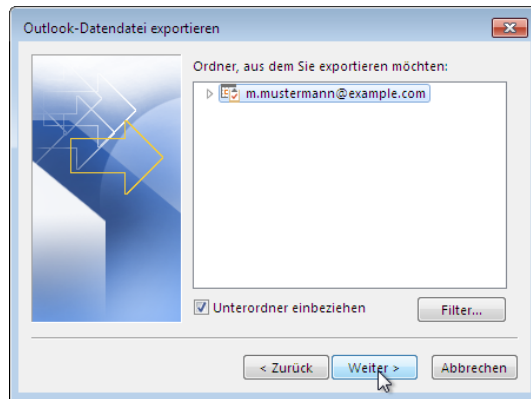 Outlook-Datendatei exportieren
Ordner, aus dem Sie exportieren möchten:
m.mustermann@example.com
Unterordner einbeziehen
Filter...
< Zurück
Weiter >
Abbrechen